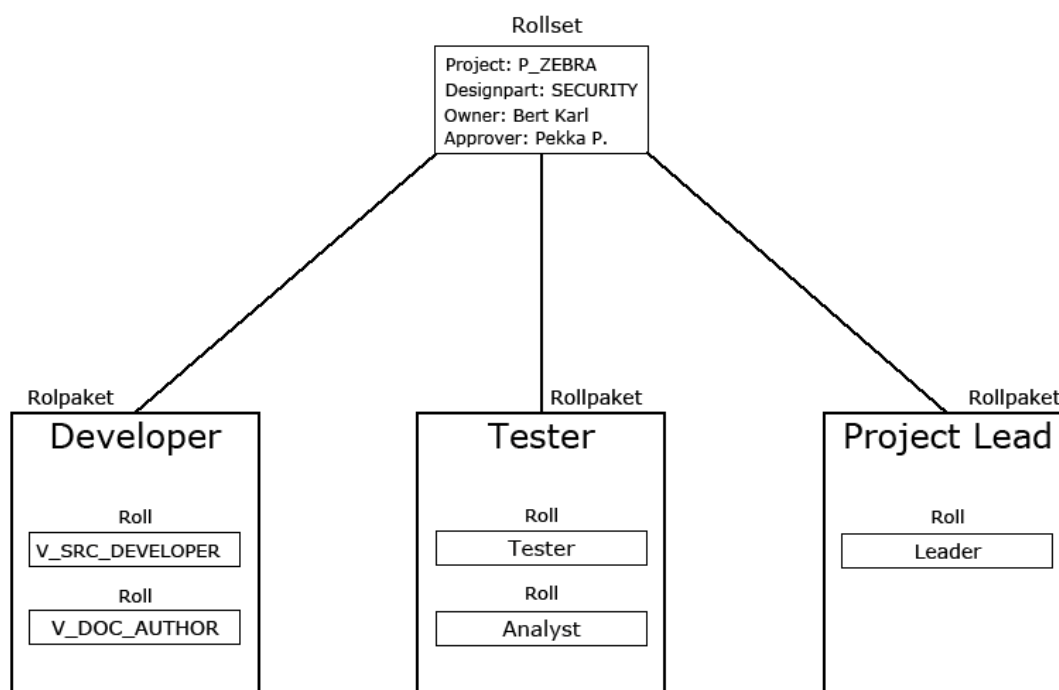 Rollset
Project: P_ZEBRA
Designpart: SECURITY
Owner: Bert Karl
Approver: Pekka P.
Rolpaket
Developer
Roll
V_SRC_DEVELOPER
Roll
V_DOC_AUTHOR
Rollpaket
Tester
Roll
Tester
Roll
Analyst
Rollpaket
Project Lead
Roll
Leader